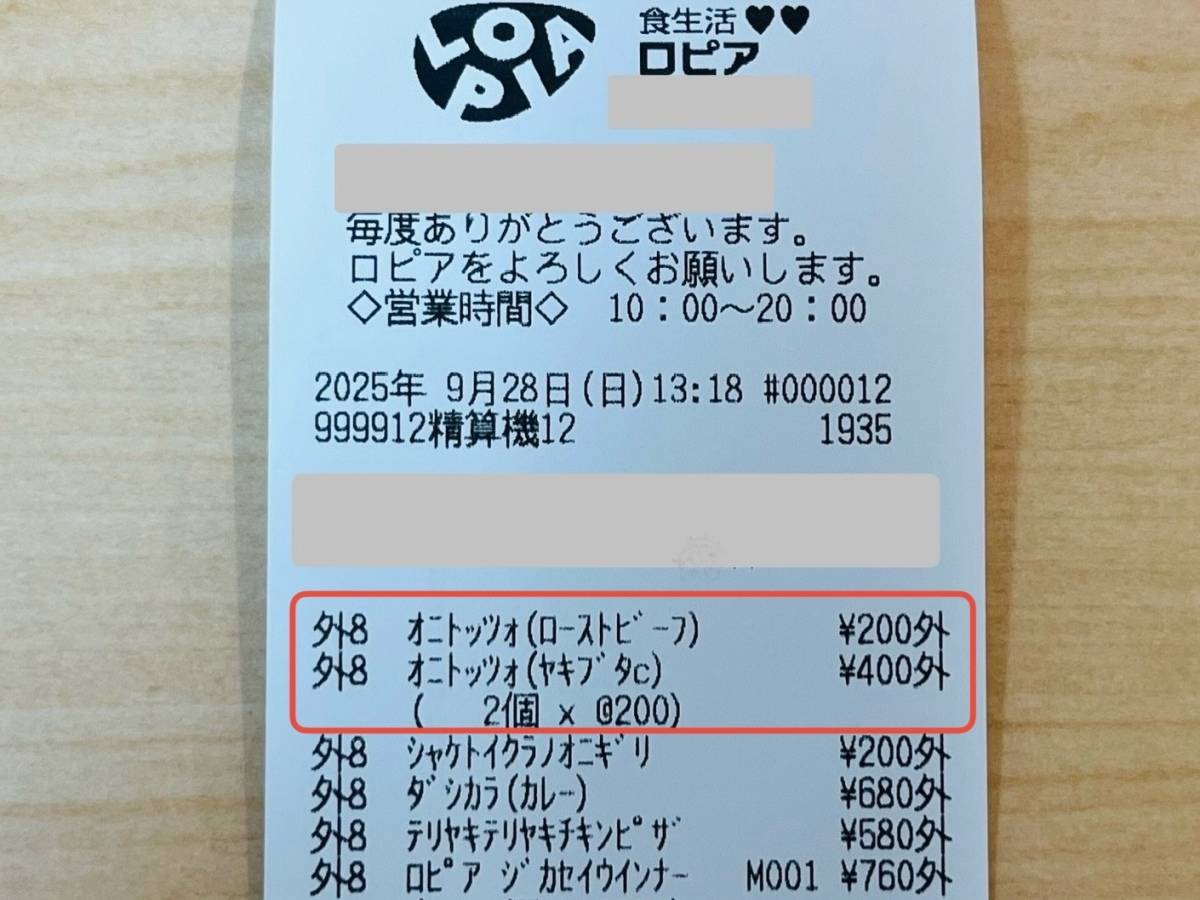 LOPIA
食生活♥♥
ロピア
毎度ありがとうございます。
ロピアをよろしくお願いします。
◇営業時間◇ 10:00〜20:00
2025年 9月28日(日)13:18 #000012
999912精算機12 1935
外8 オニトッツォ(ローストビーフ) ¥200外
外8 オニトッツォ(ヤキブタc) ¥400外
( 2個 x @200)
外8 シャケトイクラノオニギリ ¥200外
外8 ダシカラ(カレー) ¥680外
外8 テリヤキテリヤキチキンピザ ¥580外
外8 ロピア ジカセイウインナー M001 ¥760外